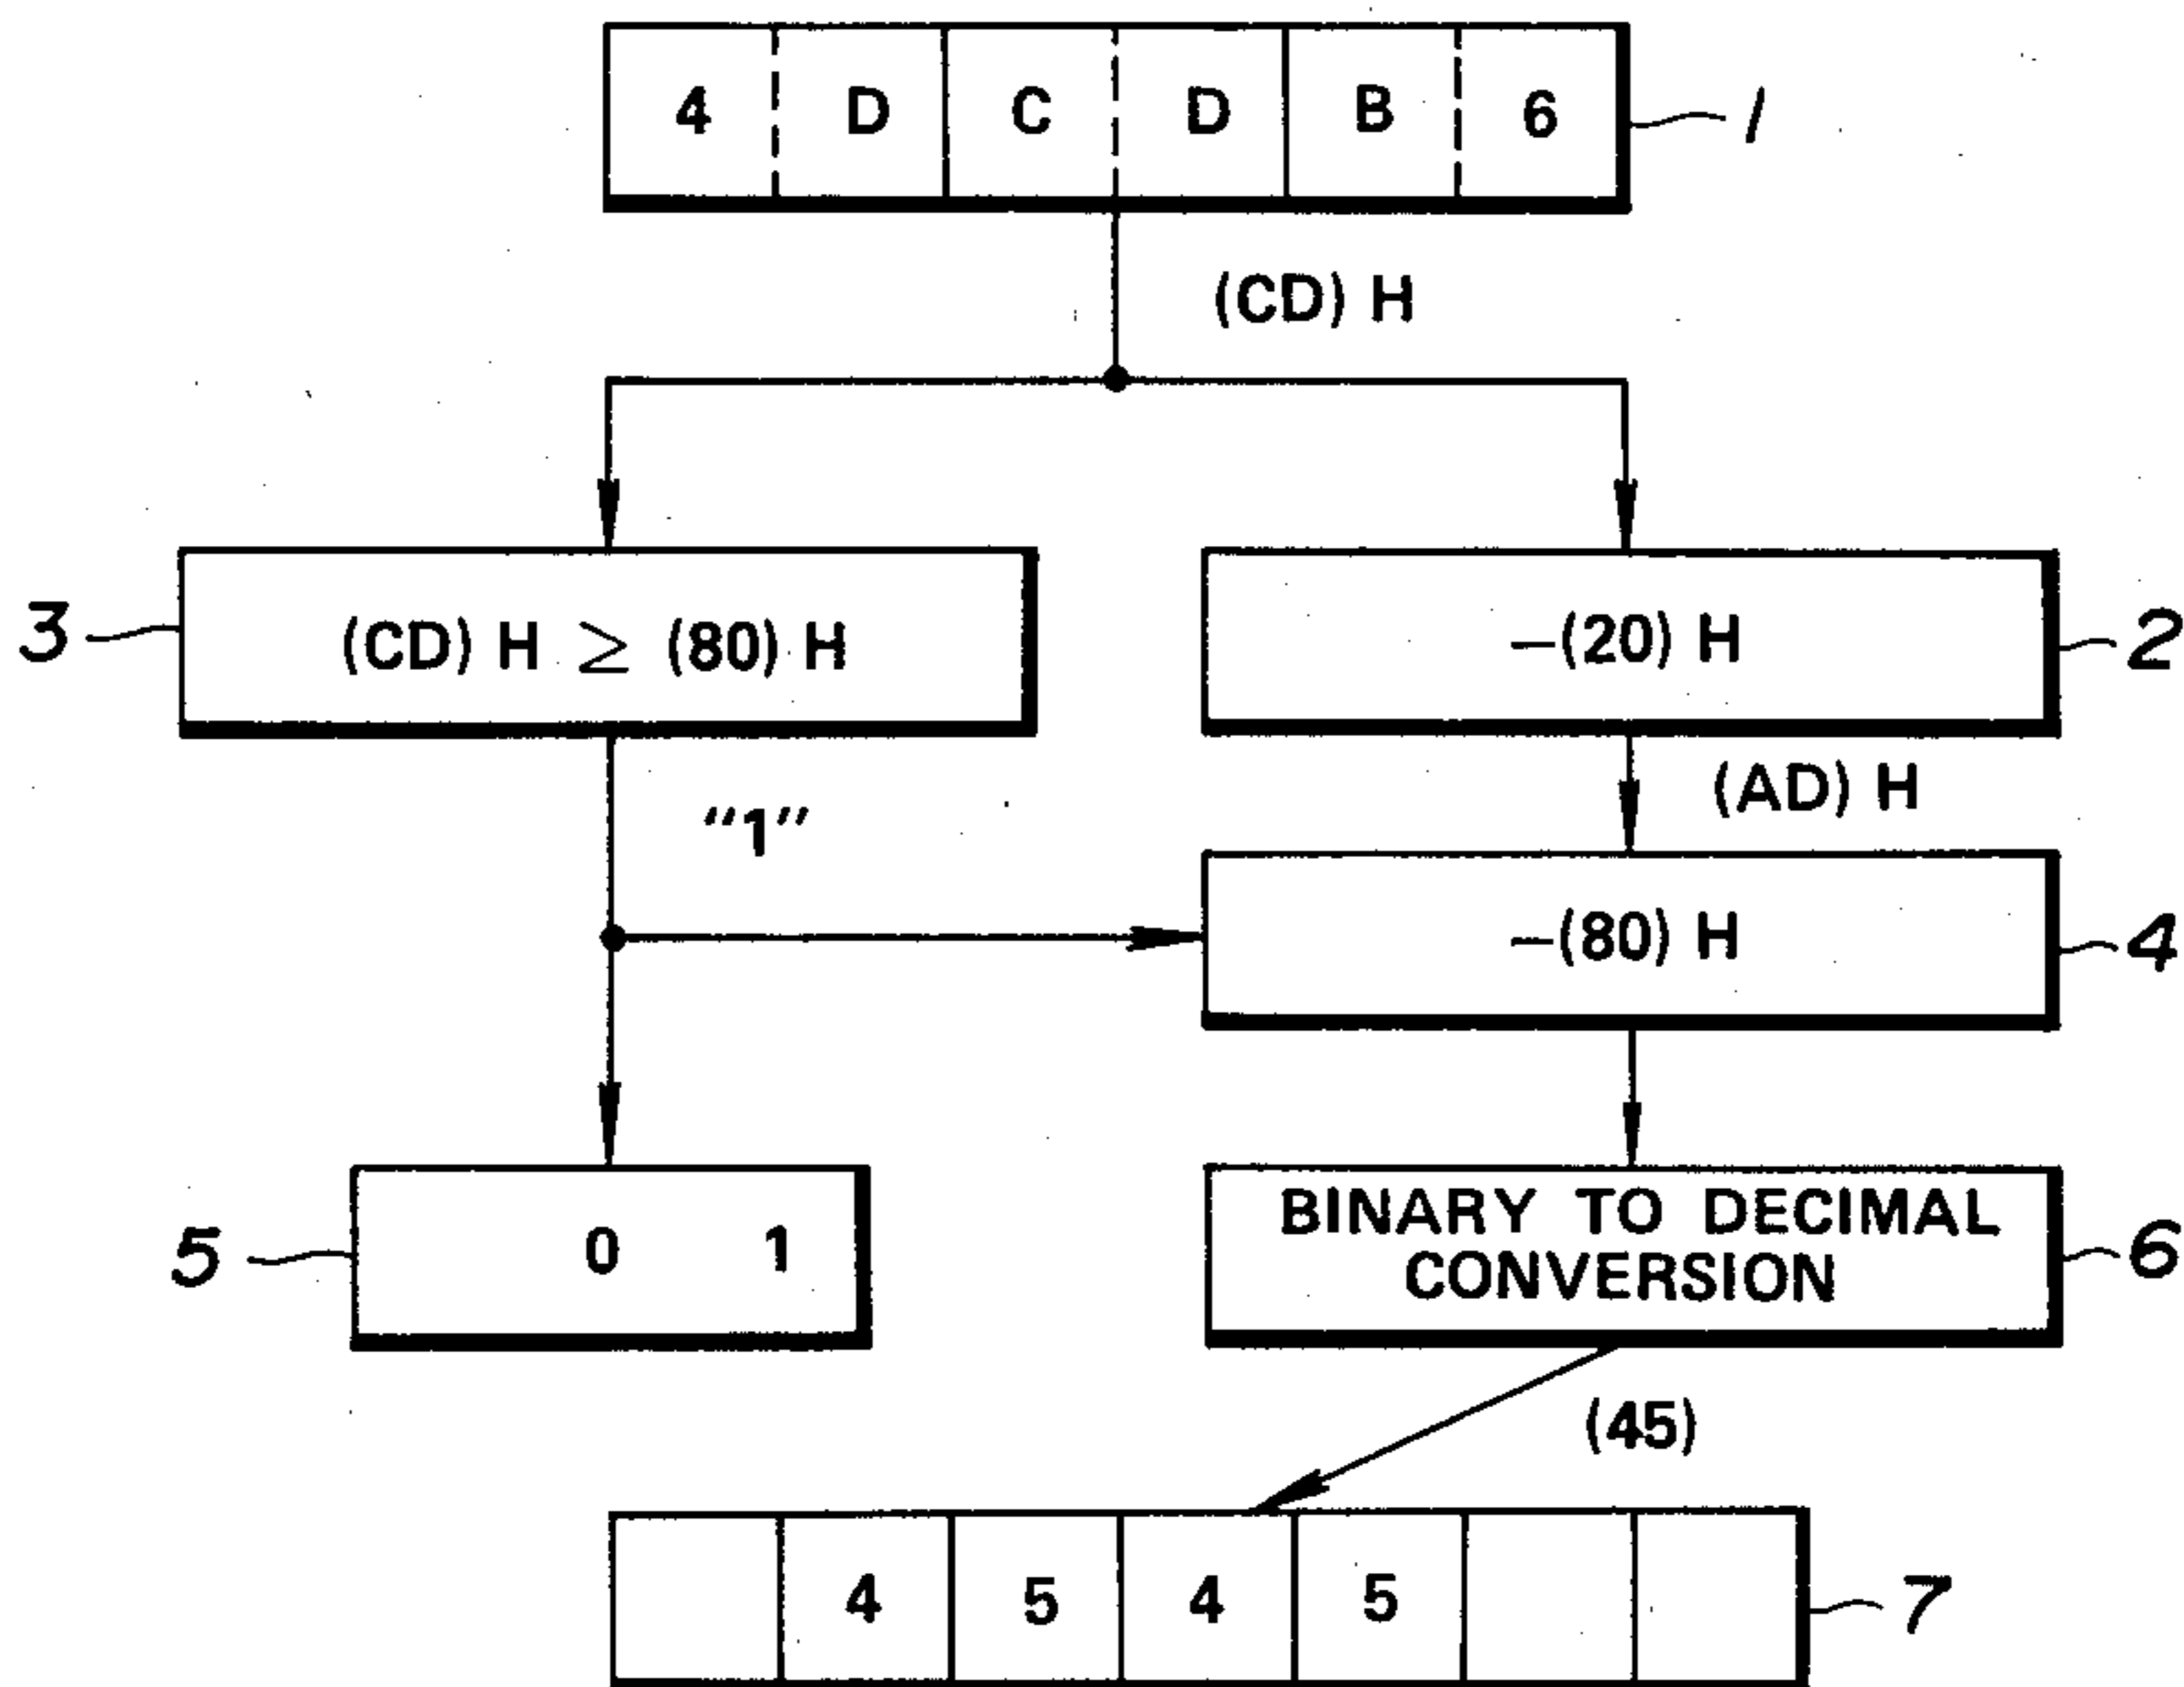 4 D C D B 6 1
(CD) H
3 (CD) H ≥ (80) H -(20) H 2
"1" (AD) H
-(80) H 4
5 0 1 BINARY TO DECIMAL
CONVERSION 6
(45)
4 5 4 5 7